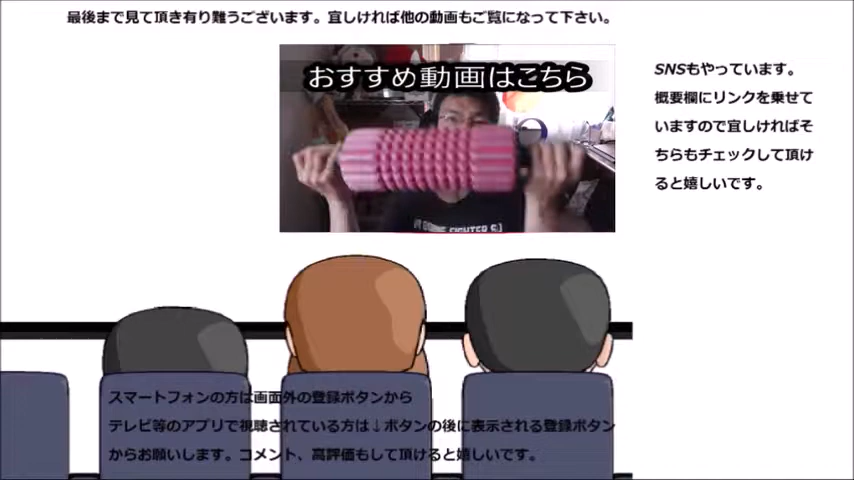 最後まで見て頂き有り難うございます。宜しければ他の動画もご覧になって下さい。
おすすめ動画はこちら
SNSもやっています。
概要欄にリンクを乗せて
いますので宜しければそ
ちらもチェックして頂け
ると嬉しいです。
FIGHTER
スマートフォンの方は画面外の登録ボタンから
テレビ等のアプリで視聴されている方は↓ボタンの後に表示される登録ボタン
からお願いします。コメント、高評価もして頂けると嬉しいです。